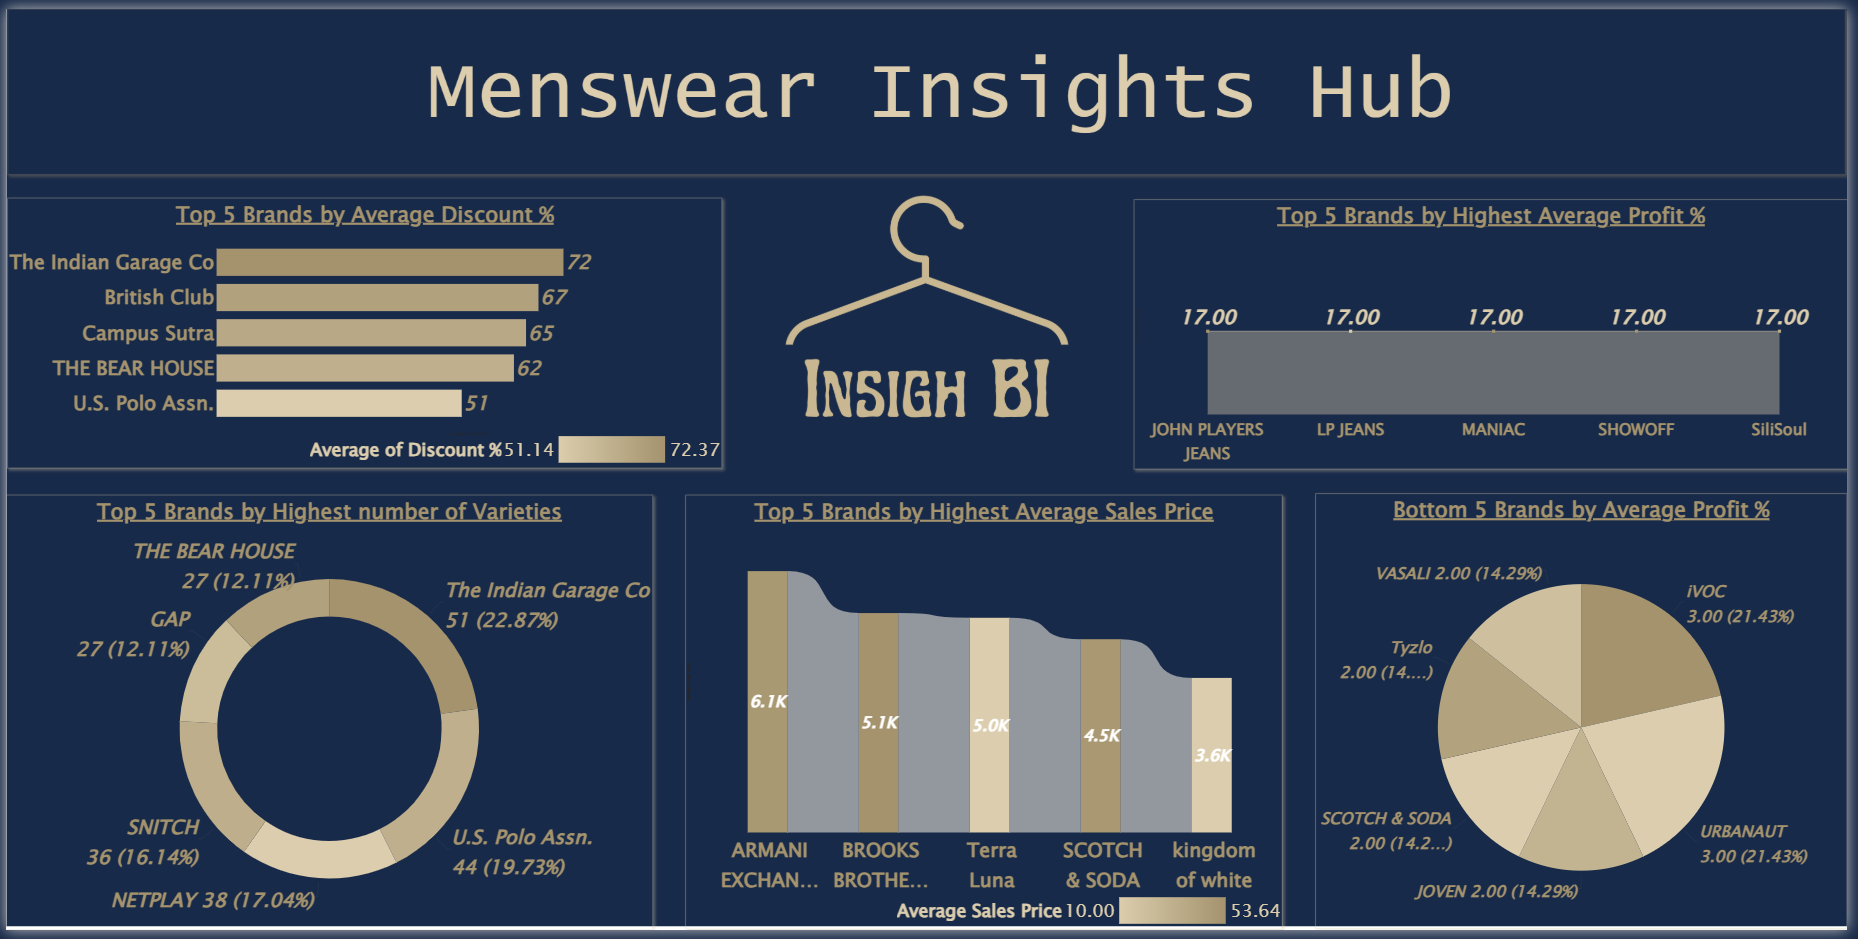 Menswear Insights Hub
Top 5 Brands by Average Discount %
The Indian Garage Co 72
British Club 67
Campus Sutra 65
THE BEAR HOUSE 62
U.S. Polo Assn. 51
Average of Discount % 51.14 72.37
INSIGH BI
Top 5 Brands by Highest Average Profit %
17.00 17.00 17.00 17.00 17.00
JOHN PLAYERS LP JEANS MANIAC SHOWOFF SiliSoul
JEANS
Top 5 Brands by Highest number of Varieties
THE BEAR HOUSE
27 (12.11%)
The Indian Garage Co
51 (22.87%)
GAP
27 (12.11%)
SNITCH
36 (16.14%)
U.S. Polo Assn.
44 (19.73%)
NETPLAY 38 (17.04%)
Top 5 Brands by Highest Average Sales Price
6.1K 5.1K 5.0K 4.5K 3.6K
ARMANI BROOKS Terra SCOTCH kingdom
EXCHAN... BROTHE... Luna & SODA of white
Average Sales Price 10.00 53.64
Bottom 5 Brands by Average Profit %
VASALI 2.00 (14.29%)
iVOC
3.00 (21.43%)
Tyzlo
2.00 (14....)
SCOTCH & SODA
2.00 (14.2...)
URBANAUT
3.00 (21.43%)
JOVEN 2.00 (14.29%)